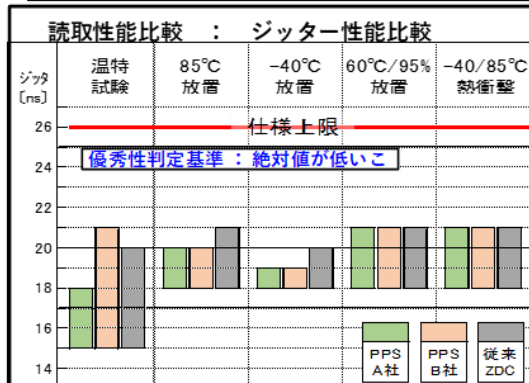 読取性能比較 ： ジッター性能比較
ジッタ
[ns]
温特
試験
85℃
放置
-40℃
放置
60℃/95%
放置
-40/85℃
熱衝撃
26
仕様上限
優秀性判定基準 ： 絶対値が低いこ
24
22
20
18
16
14
PPS
A社
PPS
B社
従来
ZDC